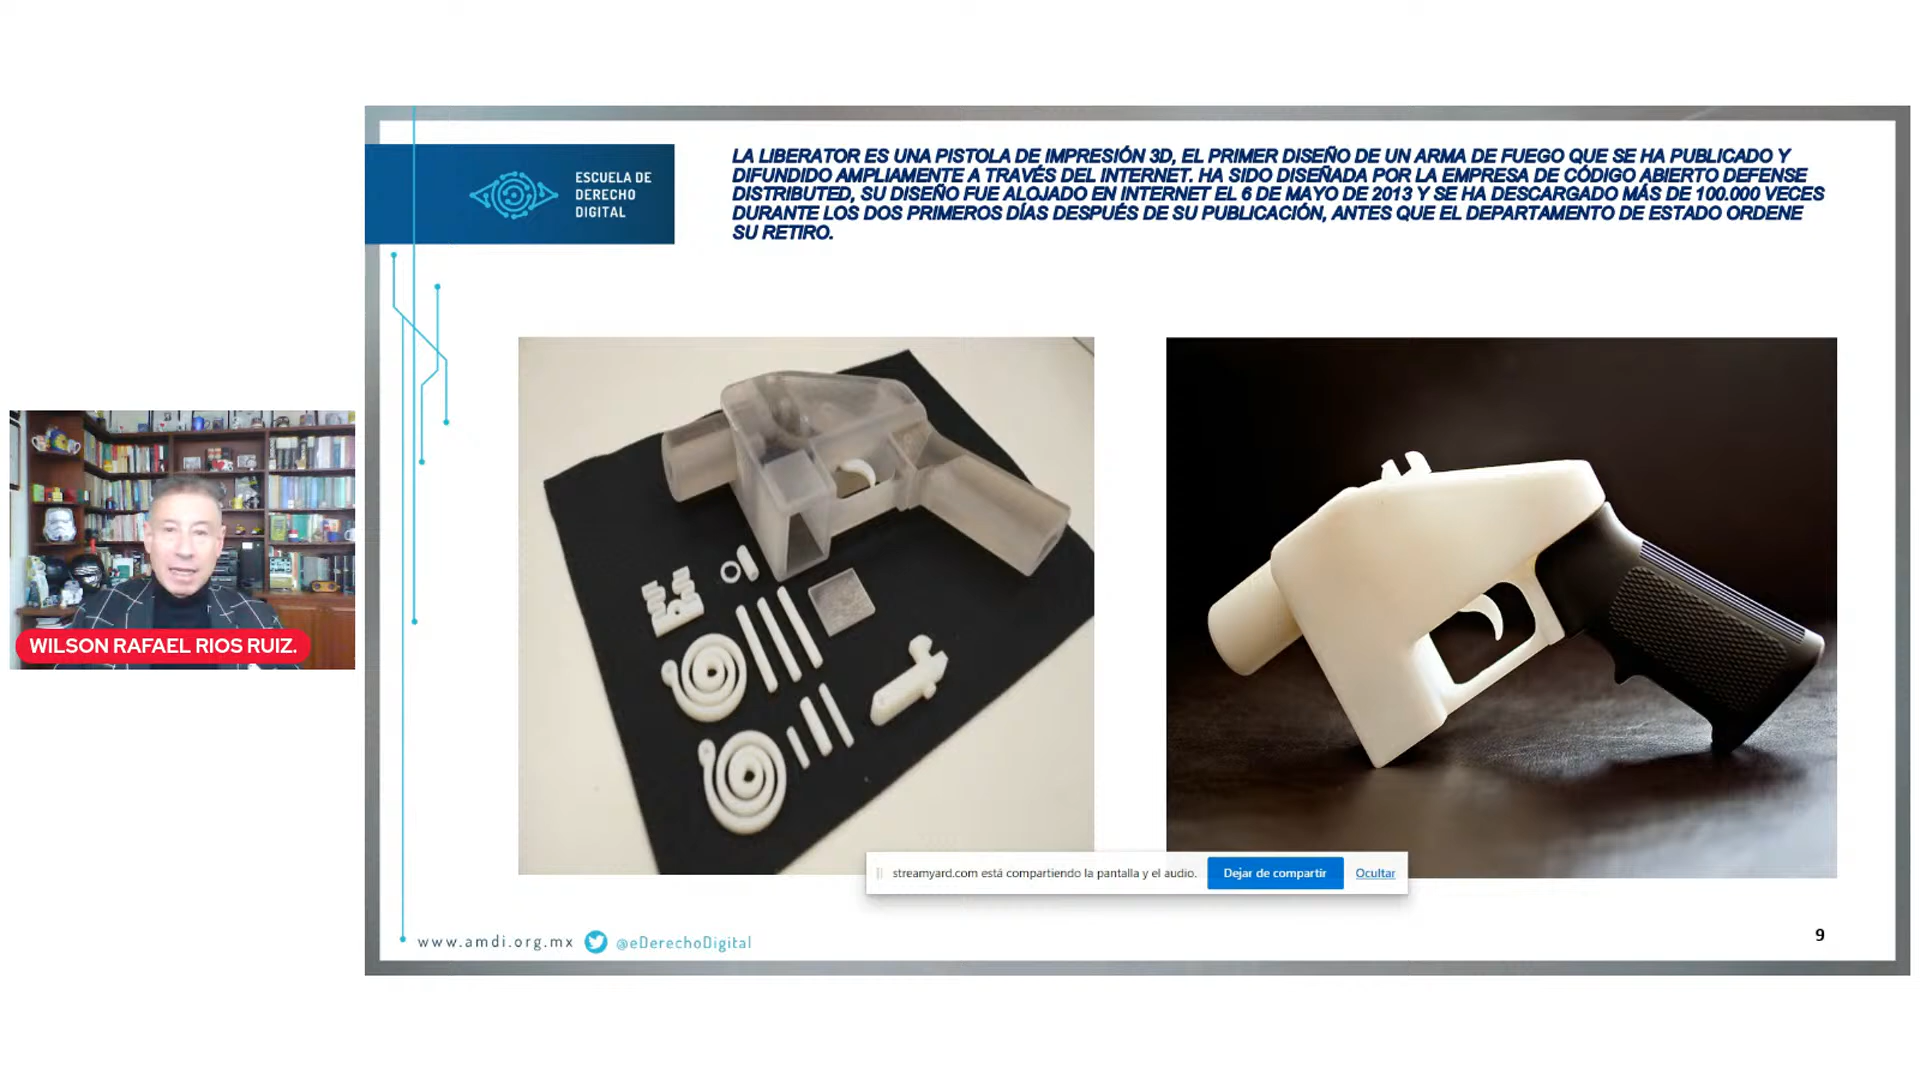 ESCUELA DE
DERECHO
DIGITAL
LA LIBERATOR ES UNA PISTOLA DE IMPRESIÓN 3D, EL PRIMER DISEÑO DE UN ARMA DE FUEGO QUE SE HA PUBLICADO Y
DIFUNDIDO AMPLIAMENTE A TRAVÉS DEL INTERNET. HA SIDO DISEÑADA POR LA EMPRESA DE CÓDIGO ABIERTO DEFENSE
DISTRIBUTED, SU DISEÑO FUE ALOJADO EN INTERNET EL 6 DE MAYO DE 2013 Y SE HA DESCARGADO MÁS DE 100.000 VECES
DURANTE LOS DOS PRIMEROS DÍAS DESPUÉS DE SU PUBLICACIÓN, ANTES QUE EL DEPARTAMENTO DE ESTADO ORDENE
SU RETIRO.
WILSON RAFAEL RIOS RUIZ.
streamyard.com está compartiendo la pantalla y el audio.
Dejar de compartir
Ocultar
www.amdi.org.mx
@eDerechoDigital
9